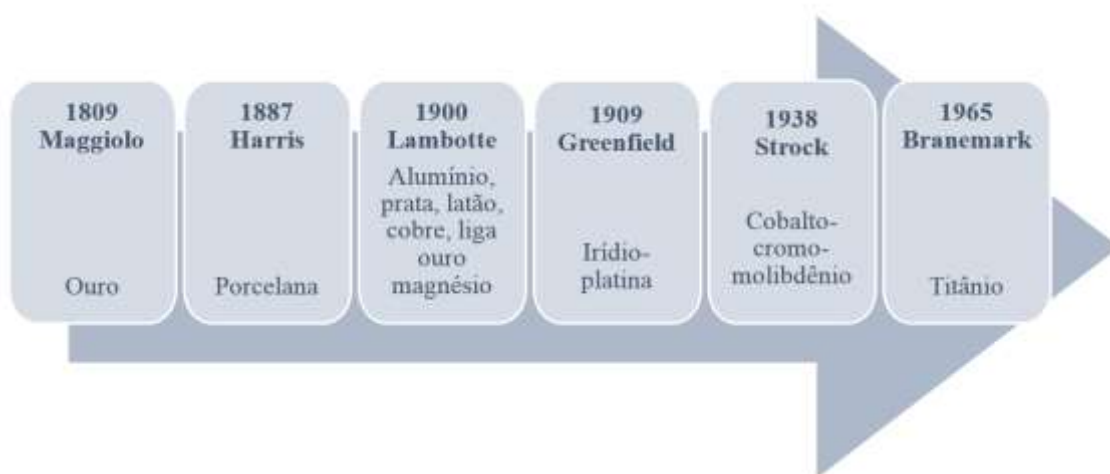 1809
Maggiolo
Ouro
1887
Harris
Porcelana
1900
Lambotte
Alumínio,
prata, latão,
cobre, liga
ouro
magnésio
1909
Greenfield
Irídio-
platina
1938
Strock
Cobalto-
cromo-
molibdênio
1965
Branemark
Titânio